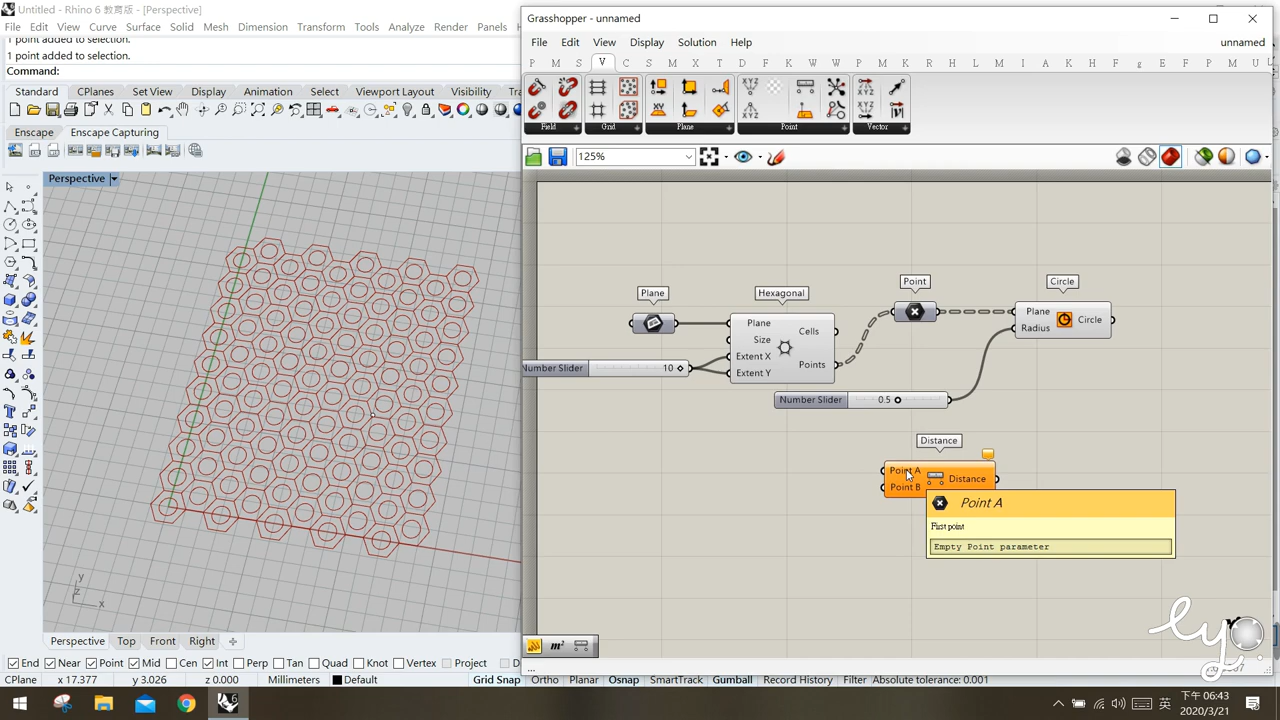 Untitled - Rhino 6 教育版 - [Perspective]
File Edit View Curve Surface Solid Mesh Dimension Transform Tools Analyze Render Panels
1 point added to selection.
1 point added to selection.
Command:
Standard CPlanes Set View Display Animation Select Viewport Layout Visibility
Enscape Enscape Capturing
Perspective
y
z
x
Perspective Top Front Right
End Near Point Mid Cen Int Perp Tan Quad Knot Vertex Project
CPlane x 17.377 y 3.026 z 0.000 Millimeters Default Grid Snap Ortho Planar Osnap SmartTrack Gumball Record History Filter Absolute tolerance: 0.001
Grasshopper - unnamed
File Edit View Display Solution Help unnamed
P M S V C S M I T D B E L M P K A H F g e M W U
Field Grid Plane Point Vector
125%
Plane
Hexagonal
Point
Circle
Plane
Size
Extent X
Extent Y
Cells
Points
Number Slider 10
Plane
Radius
Circle
Number Slider 0.5
Distance
Point A
Point B
Distance
Point A
First point
Empty Point parameter
m²
...
lyj
下午 06:43
英
2020/3/21